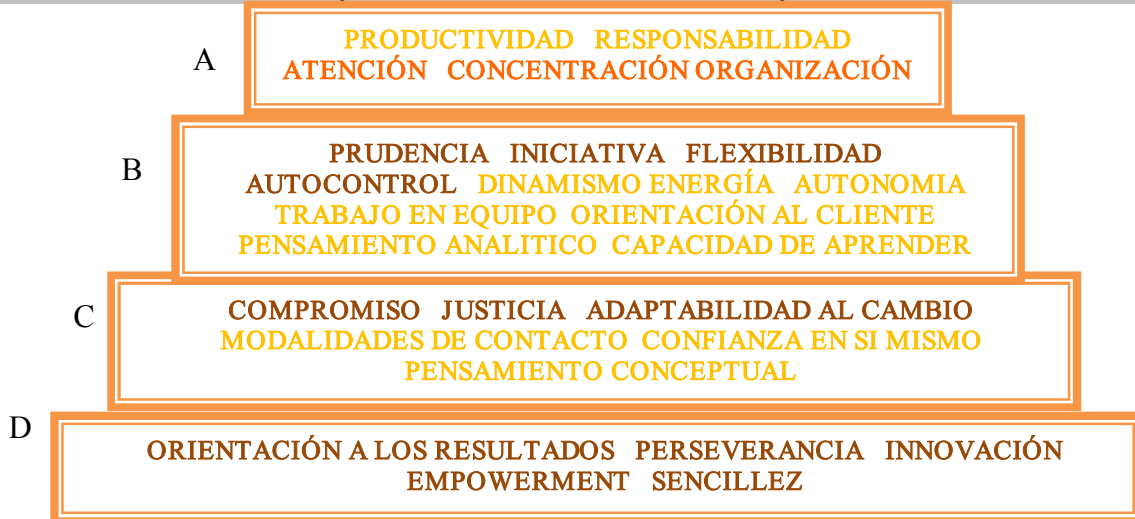 A
PRODUCTIVIDAD RESPONSABILIDAD
ATENCIÓN CONCENTRACIÓN ORGANIZACIÓN
B
PRUDENCIA INICIATIVA FLEXIBILIDAD
AUTOCONTROL DINAMISMO ENERGÍA AUTONOMIA
TRABAJO EN EQUIPO ORIENTACIÓN AL CLIENTE
PENSAMIENTO ANALITICO CAPACIDAD DE APRENDER
C
COMPROMISO JUSTICIA ADAPTABILIDAD AL CAMBIO
MODALIDADES DE CONTACTO CONFIANZA EN SI MISMO
PENSAMIENTO CONCEPTUAL
D
ORIENTACIÓN A LOS RESULTADOS PERSEVERANCIA INNOVACIÓN
EMPOWERMENT SENCILLEZ